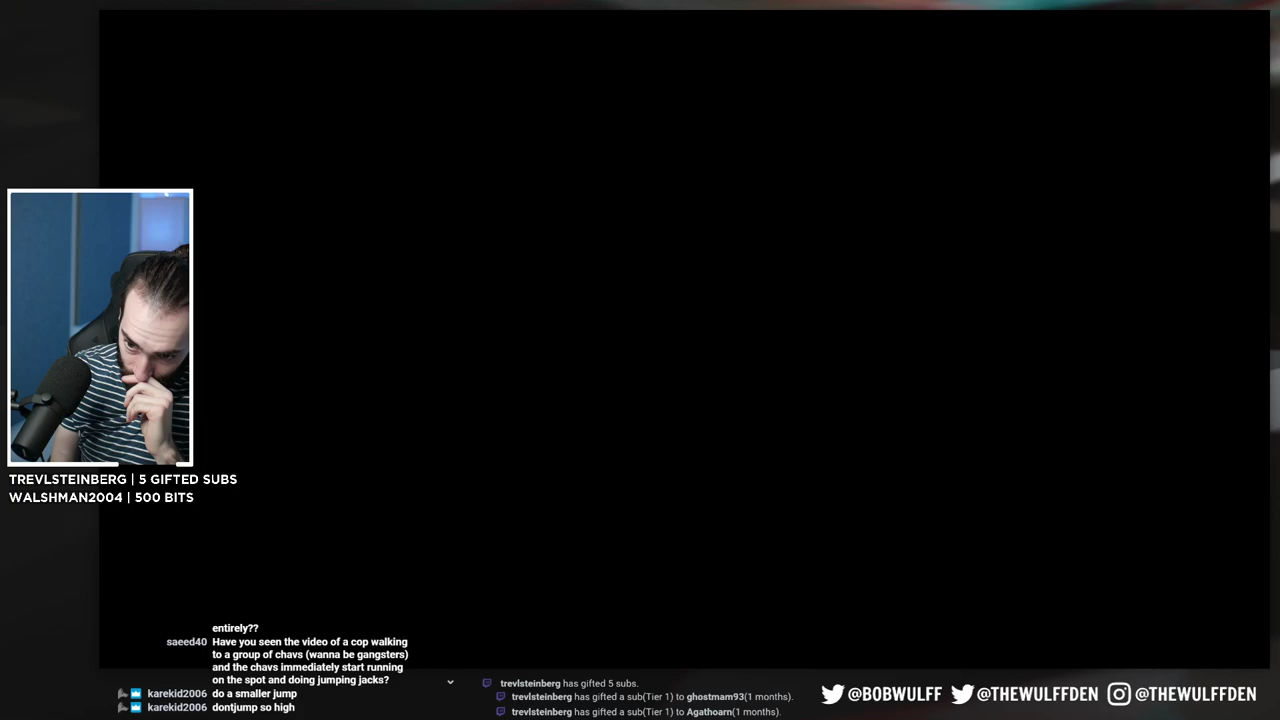 TREVLSTEINBERG | 5 GIFTED SUBS
WALSHMAN2004 | 500 BITS
entirely??
saeed40 Have you seen the video of a cop walking
to a group of chavs (wanna be gangsters)
and the chavs immediately start running
on the spot and doing jumping jacks?
karekid2006 do a smaller jump
karekid2006 dontjump so high
trevlsteinberg has gifted 5 subs.
trevlsteinberg has gifted a sub(Tier 1) to ghostmam93(1 months).
trevlsteinberg has gifted a sub(Tier 1) to Agathoarn(1 months).
@BOBWULFF @THEWULFFDEN @THEWULFFDEN